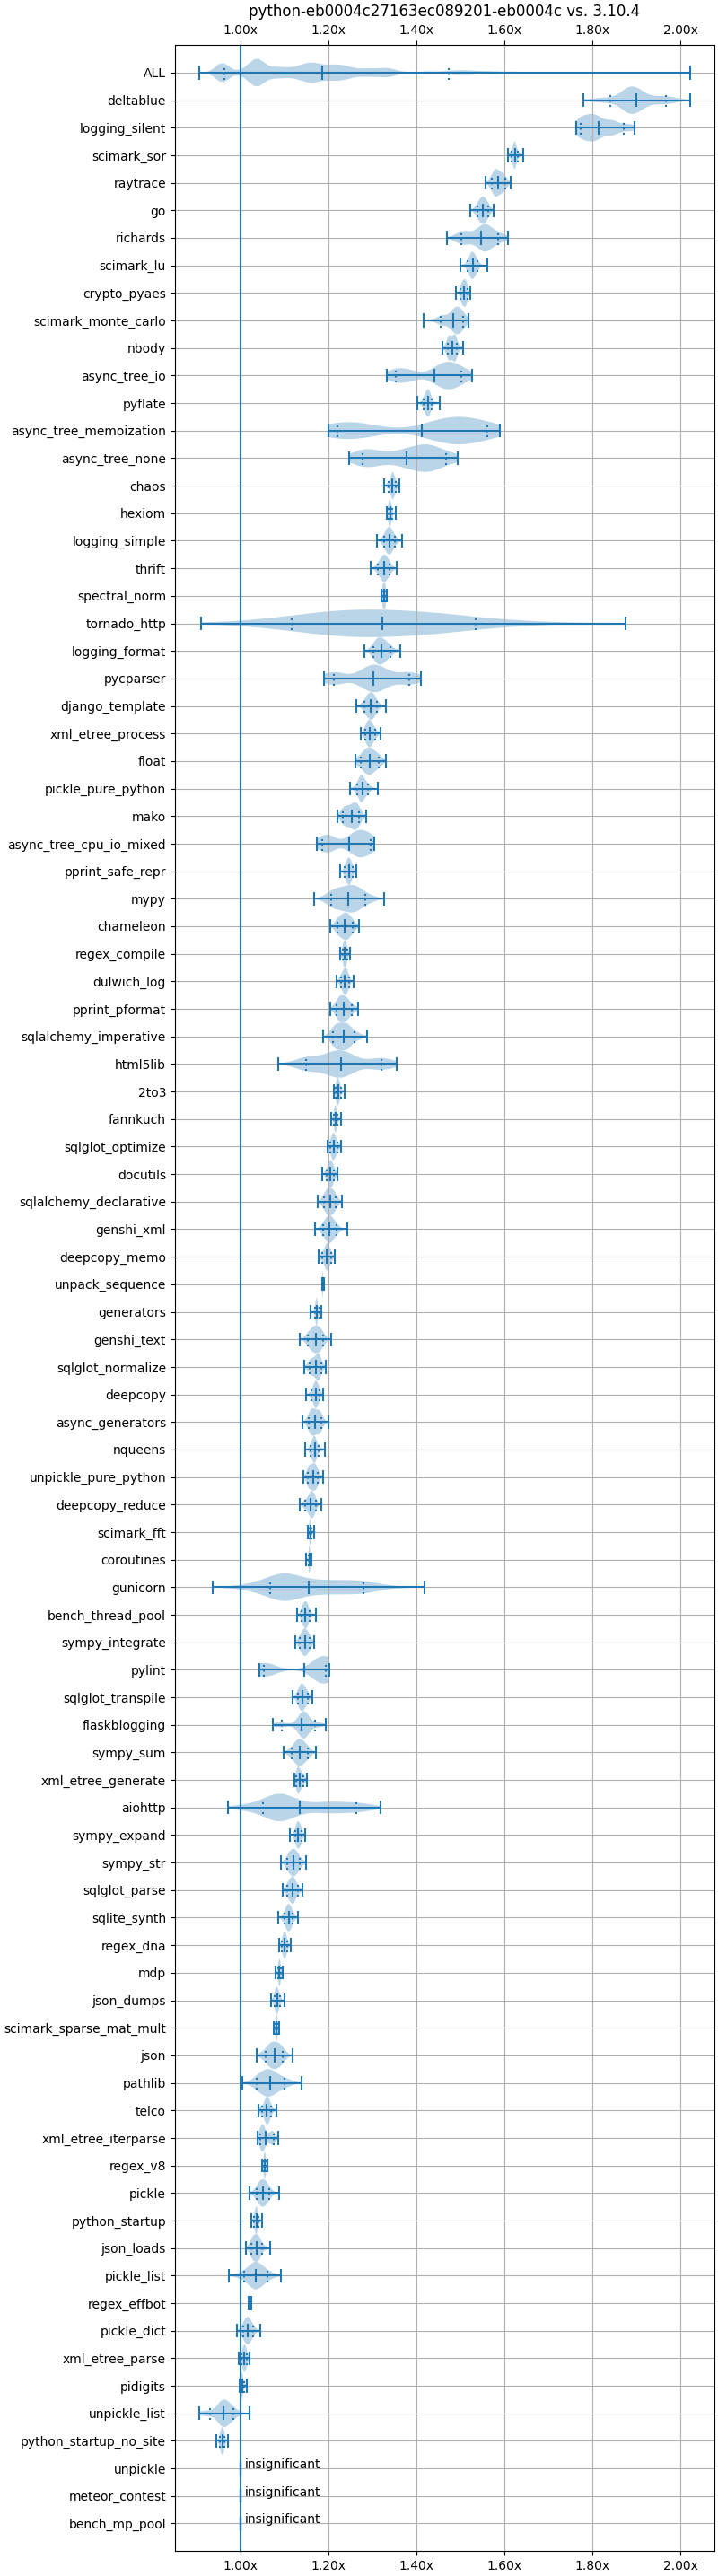 python-eb0004c27163ec089201-eb0004c vs. 3.10.4
1.00x 1.20x 1.40x 1.60x 1.80x 2.00x
ALL
deltablue
logging_silent
scimark_sor
raytrace
go
richards
scimark_lu
crypto_pyaes
scimark_monte_carlo
nbody
async_tree_io
pyflate
async_tree_memoization
async_tree_none
chaos
hexiom
logging_simple
thrift
spectral_norm
tornado_http
logging_format
pycparser
django_template
xml_etree_process
float
pickle_pure_python
mako
async_tree_cpu_io_mixed
pprint_safe_repr
mypy
chameleon
regex_compile
dulwich_log
pprint_pformat
sqlalchemy_imperative
html5lib
2to3
fannkuch
sqlglot_optimize
docutils
sqlalchemy_declarative
genshi_xml
deepcopy_memo
unpack_sequence
generators
genshi_text
sqlglot_normalize
deepcopy
async_generators
nqueens
unpickle_pure_python
deepcopy_reduce
scimark_fft
coroutines
gunicorn
bench_thread_pool
sympy_integrate
pylint
sqlglot_transpile
flaskblogging
sympy_sum
xml_etree_generate
aiohttp
sympy_expand
sympy_str
sqlglot_parse
sqlite_synth
regex_dna
mdp
json_dumps
scimark_sparse_mat_mult
json
pathlib
telco
xml_etree_iterparse
regex_v8
pickle
python_startup
json_loads
pickle_list
regex_effbot
pickle_dict
xml_etree_parse
pidigits
unpickle_list
python_startup_no_site
unpickle insignificant
meteor_contest insignificant
bench_mp_pool insignificant
1.00x 1.20x 1.40x 1.60x 1.80x 2.00x